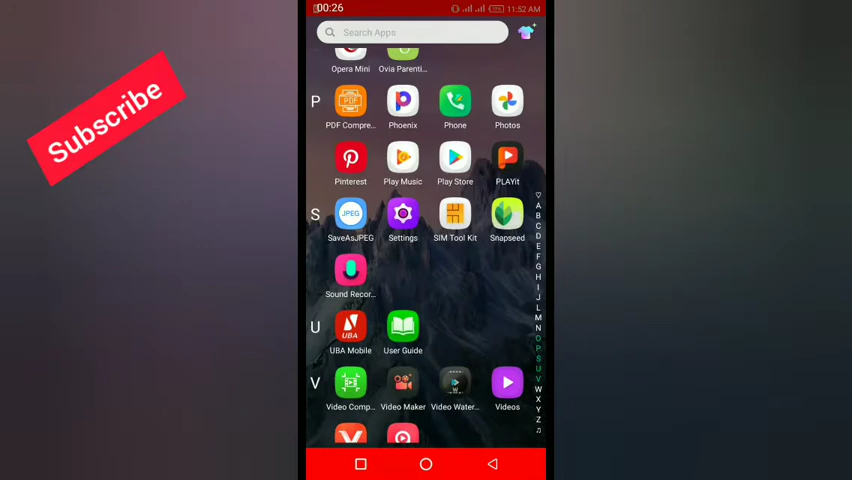 00:26
11:52 AM
Search Apps
Subscribe
Opera Mini Ovia Parenti...
P
PDF
PDF Compre... Phoenix Phone Photos
Pinterest Play Music Play Store PLAYit
S
JPEG
SaveAsJPEG Settings SIM Tool Kit Snapseed
Sound Recor...
U
UBA Mobile User Guide
V
Video Comp... Video Maker Video Water... Videos
A
B
C
D
E
F
G
H
I
J
L
M
N
O
P
S
U
V
W
X
Y
Z